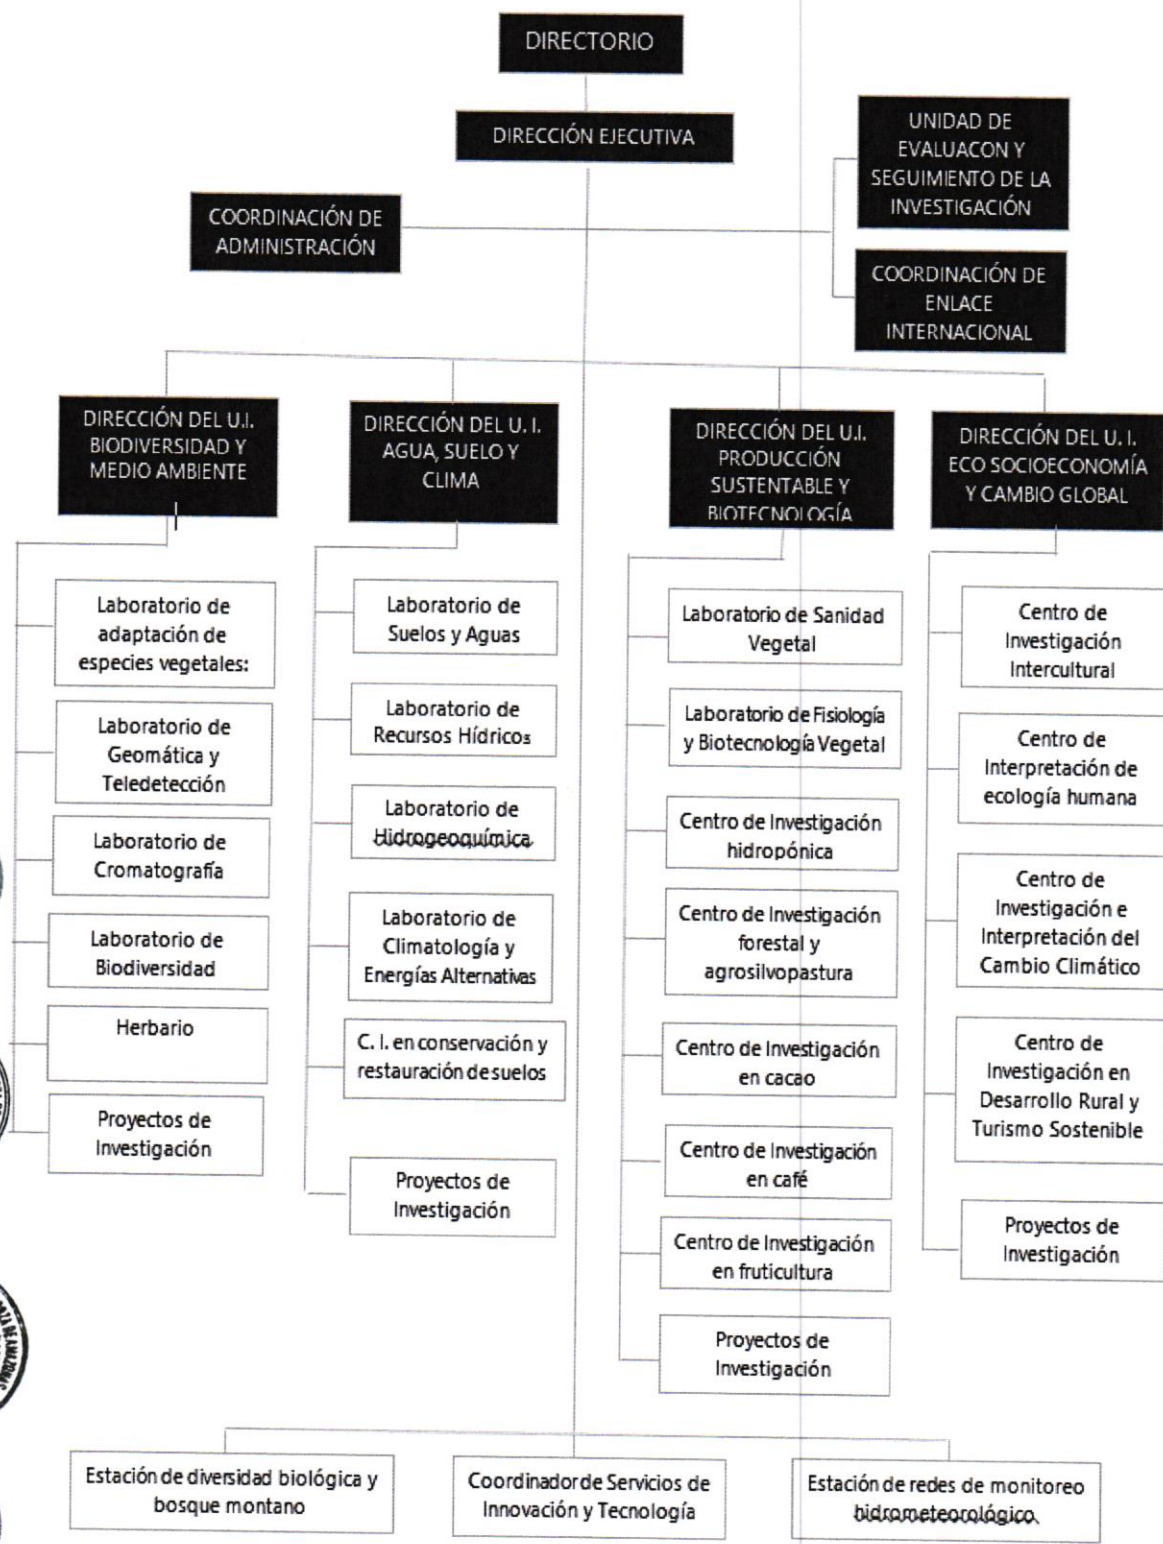 DIRECTORIO
DIRECCIÓN EJECUTIVA
UNIDAD DE
EVALUACON Y
SEGUIMIENTO DE LA
INVESTIGACIÓN
COORDINACIÓN DE
ADMINISTRACIÓN
COORDINACIÓN DE
ENLACE
INTERNACIONAL
DIRECCIÓN DEL U.I.
BIODIVERSIDAD Y
MEDIO AMBIENTE
DIRECCIÓN DEL U. I.
AGUA, SUELO Y
CLIMA
DIRECCIÓN DEL U.I.
PRODUCCIÓN
SUSTENTABLE Y
BIOTECNOLOGÍA
DIRECCIÓN DEL U. I.
ECO SOCIOECONOMÍA
Y CAMBIO GLOBAL
Laboratorio de
adaptación de
especies vegetales:
Laboratorio de
Geomática y
Teledetección
Laboratorio de
Cromatografía
Laboratorio de
Biodiversidad
Herbario
Proyectos de
Investigación
Laboratorio de
Suelos y Aguas
Laboratorio de
Recursos Hídricos
Laboratorio de
Hidrogeoquímica
Laboratorio de
Climatología y
Energías Alternativas
C. I. en conservación y
restauración de suelos
Proyectos de
Investigación
Laboratorio de Sanidad
Vegetal
Laboratorio de Fisiología
y Biotecnología Vegetal
Centro de Investigación
hidropónica
Centro de Investigación
forestal y
agrosilvopastura
Centro de Investigación
en cacao
Centro de Investigación
en café
Centro de Investigación
en fruticultura
Proyectos de
Investigación
Centro de
Investigación
Intercultural
Centro de
Interpretación de
ecología humana
Centro de
Investigación e
Interpretación del
Cambio Climático
Centro de
Investigación en
Desarrollo Rural y
Turismo Sostenible
Proyectos de
Investigación
Estación de diversidad biológica y
bosque montano
Coordinador de Servicios de
Innovación y Tecnología
Estación de redes de monitoreo
hidrometeorológico
DE AMAZONAS